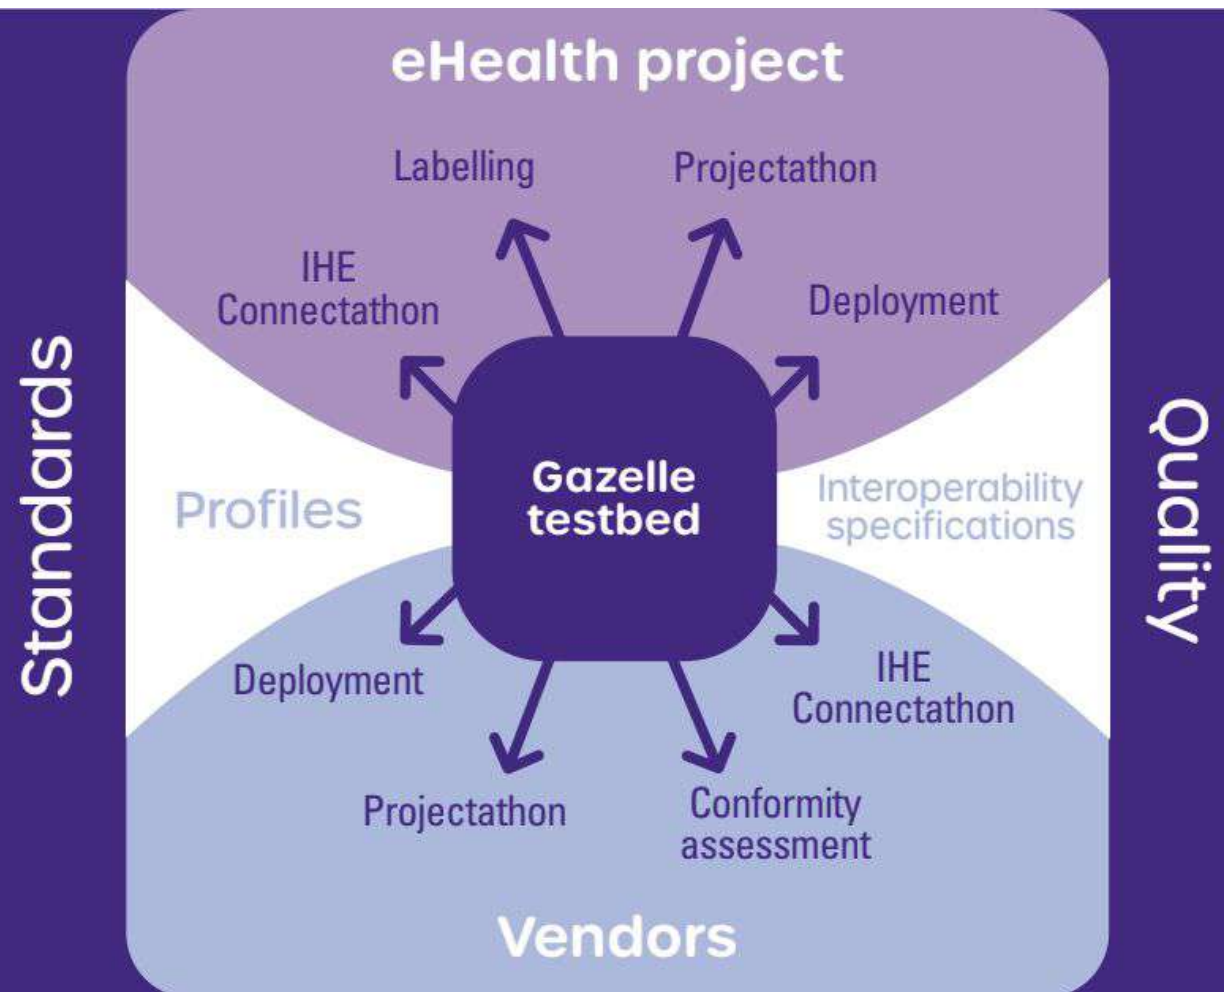 eHealth project
Labelling
Projectathon
IHE
Connectathon
Deployment
Standards
Profiles
Gazelle
testbed
Interoperability
specifications
Quality
Deployment
IHE
Connectathon
Projectathon
Conformity
assessment
Vendors